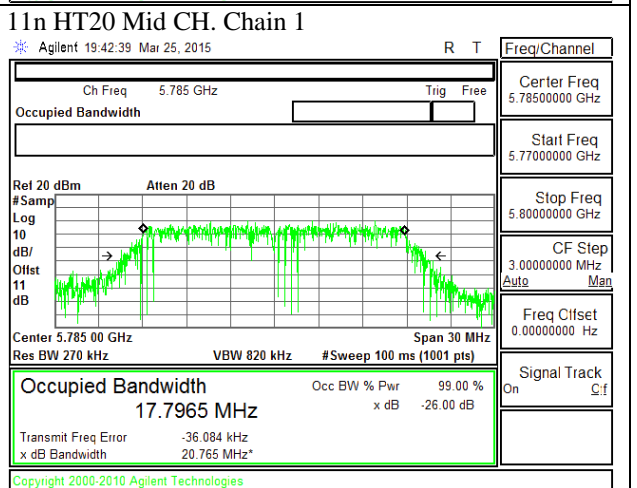 11n HT20 Mid CH. Chain 1
Agilent 19:42:39 Mar 25, 2015 R T
Freq/Channel
Ch Freq 5.785 GHz Trig Free
Occupied Bandwidth
Center Freq
5.78500000 GHz
Start Freq
5.77000000 GHz
Stop Freq
5.80000000 GHz
CF Step
3.00000000 MHz
Auto Man
Freq Offset
0.00000000 Hz
Signal Track
On Off
Ref 20 dBm Atten 20 dB
#Samp
Log
10
dB/
Offst
11
dB
Center 5.785 00 GHz Span 30 MHz
Res BW 270 kHz VBW 820 kHz #Sweep 100 ms (1001 pts)
Occupied Bandwidth Occ BW % Pwr 99.00 %
17.7965 MHz x dB -26.00 dB
Transmit Freq Error -36.084 kHz
x dB Bandwidth 20.765 MHz*
Copyright 2000-2010 Agilent Technologies